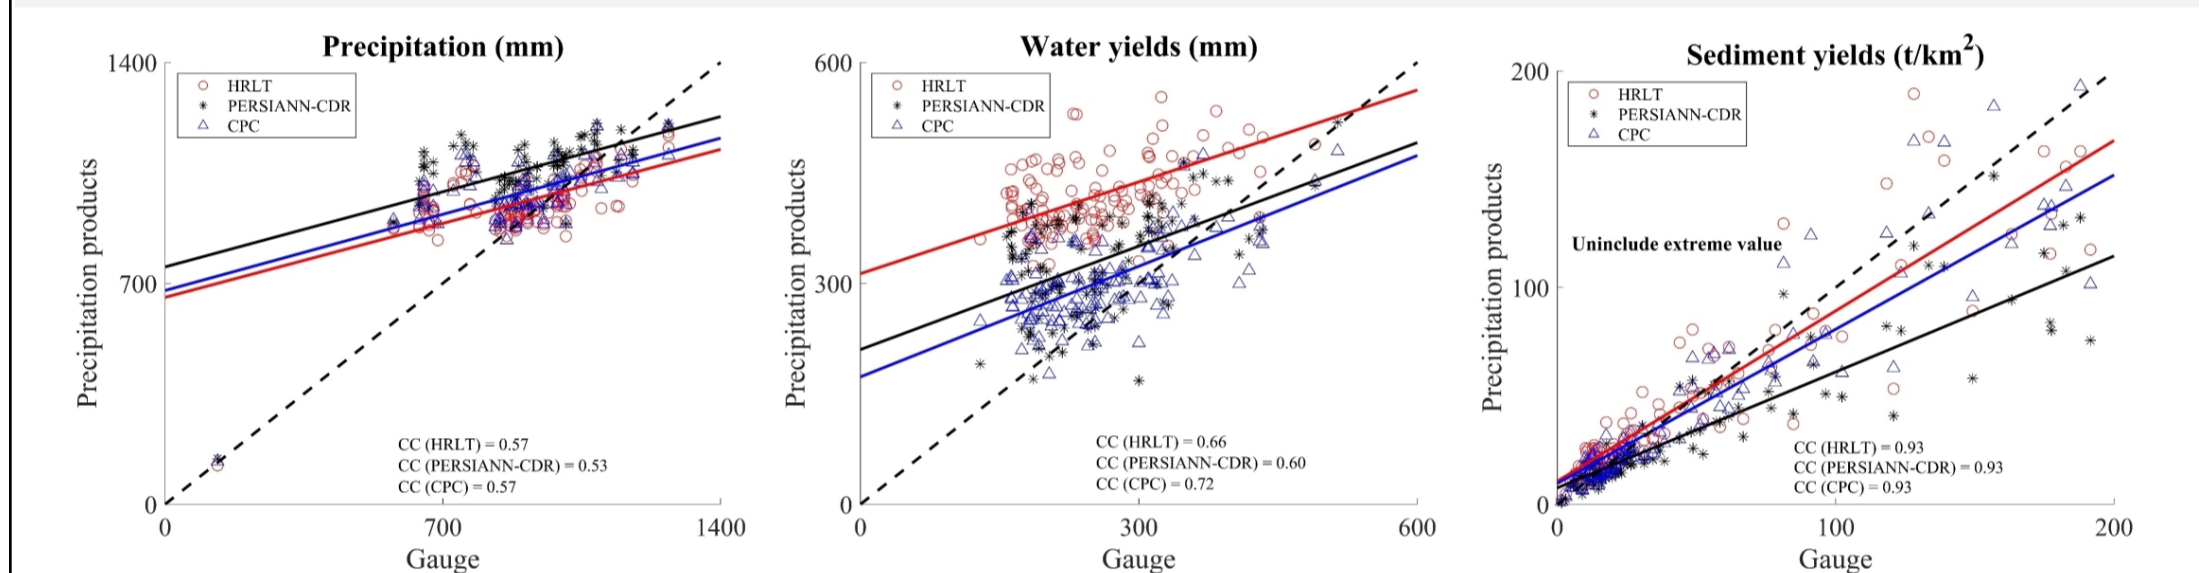 Precipitation (mm)
1400
700
0
0
700
1400
Precipitation products
Gauge
HRLT
PERSIANN-CDR
CPC
CC (HRLT) = 0.57
CC (PERSIANN-CDR) = 0.53
CC (CPC) = 0.57
Water yields (mm)
600
300
0
0
300
600
Precipitation products
Gauge
HRLT
PERSIANN-CDR
CPC
CC (HRLT) = 0.66
CC (PERSIANN-CDR) = 0.60
CC (CPC) = 0.72
Sediment yields (t/km²)
200
100
0
0
100
200
Precipitation products
Gauge
HRLT
PERSIANN-CDR
CPC
Uninclude extreme value
CC (HRLT) = 0.93
CC (PERSIANN-CDR) = 0.93
CC (CPC) = 0.93